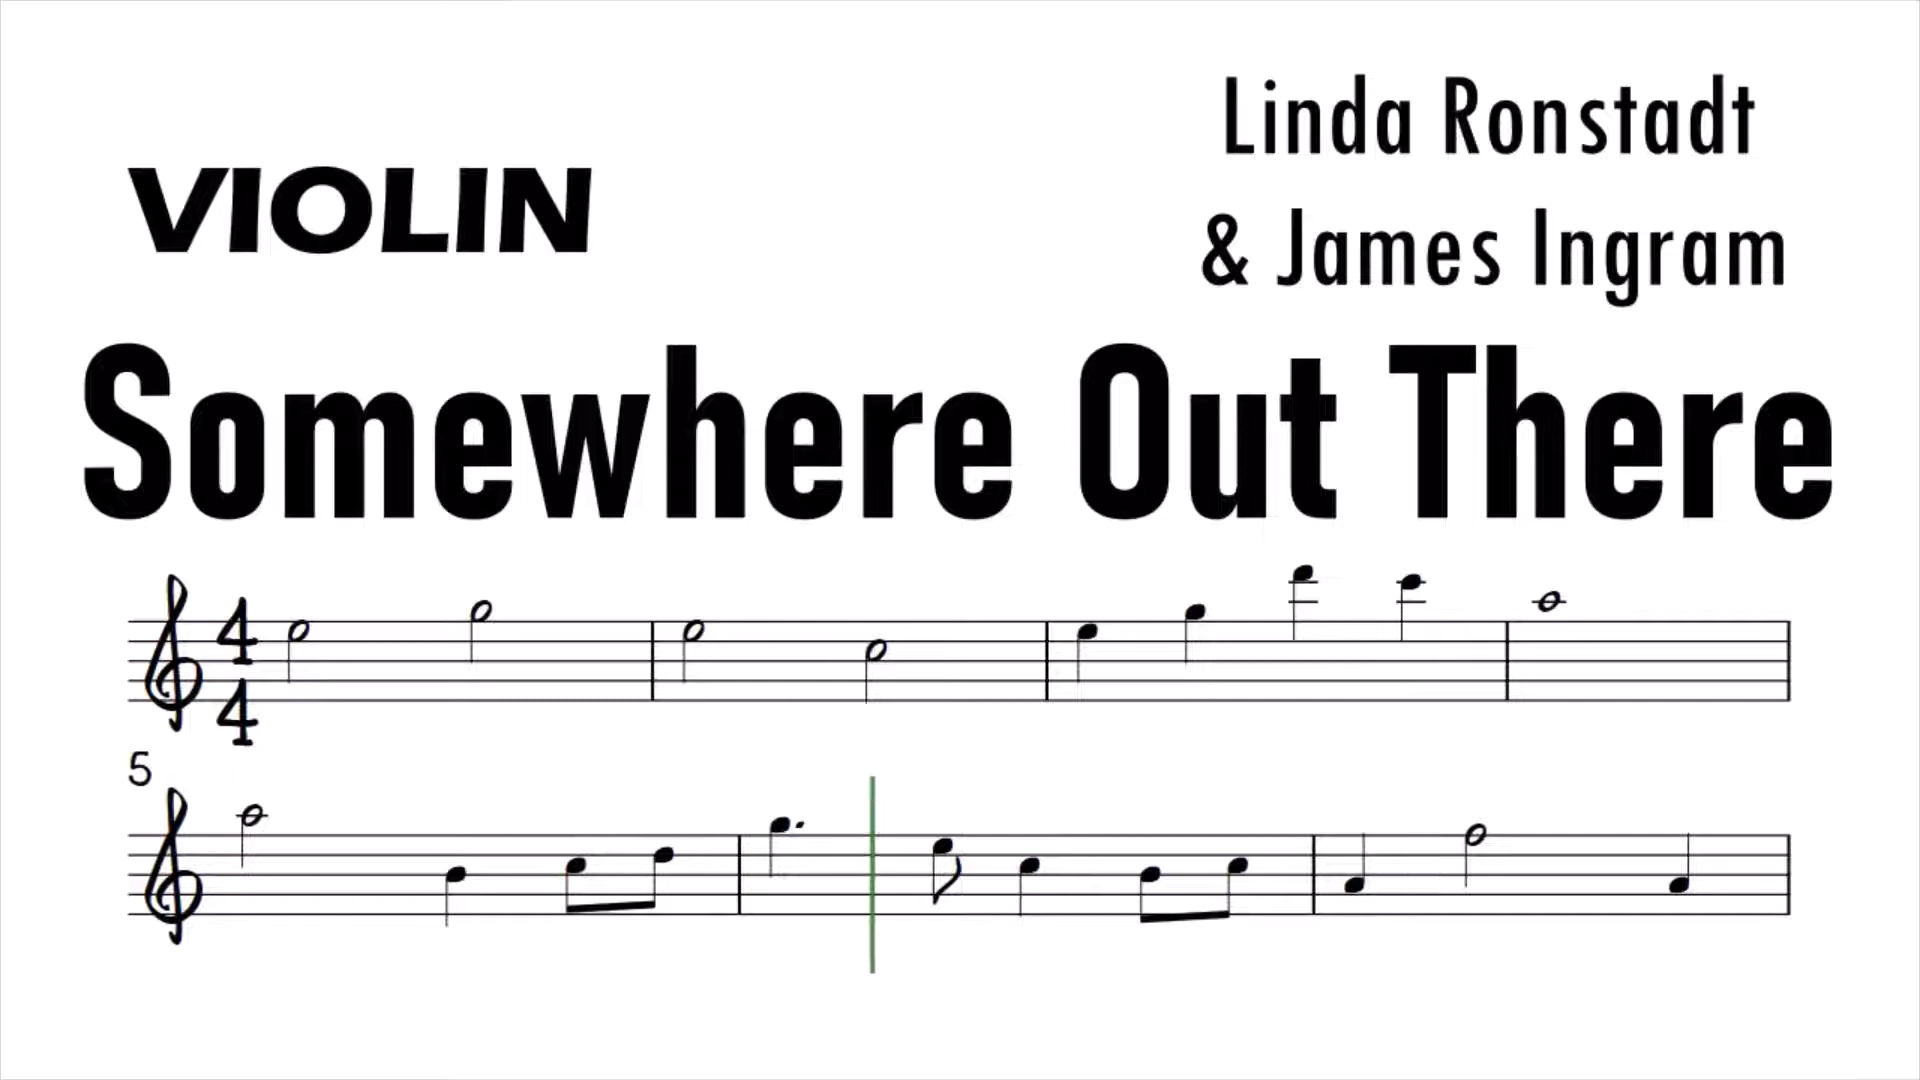 Linda Ronstadt
VIOLIN
& James Ingram
Somewhere Out There
4
4
5